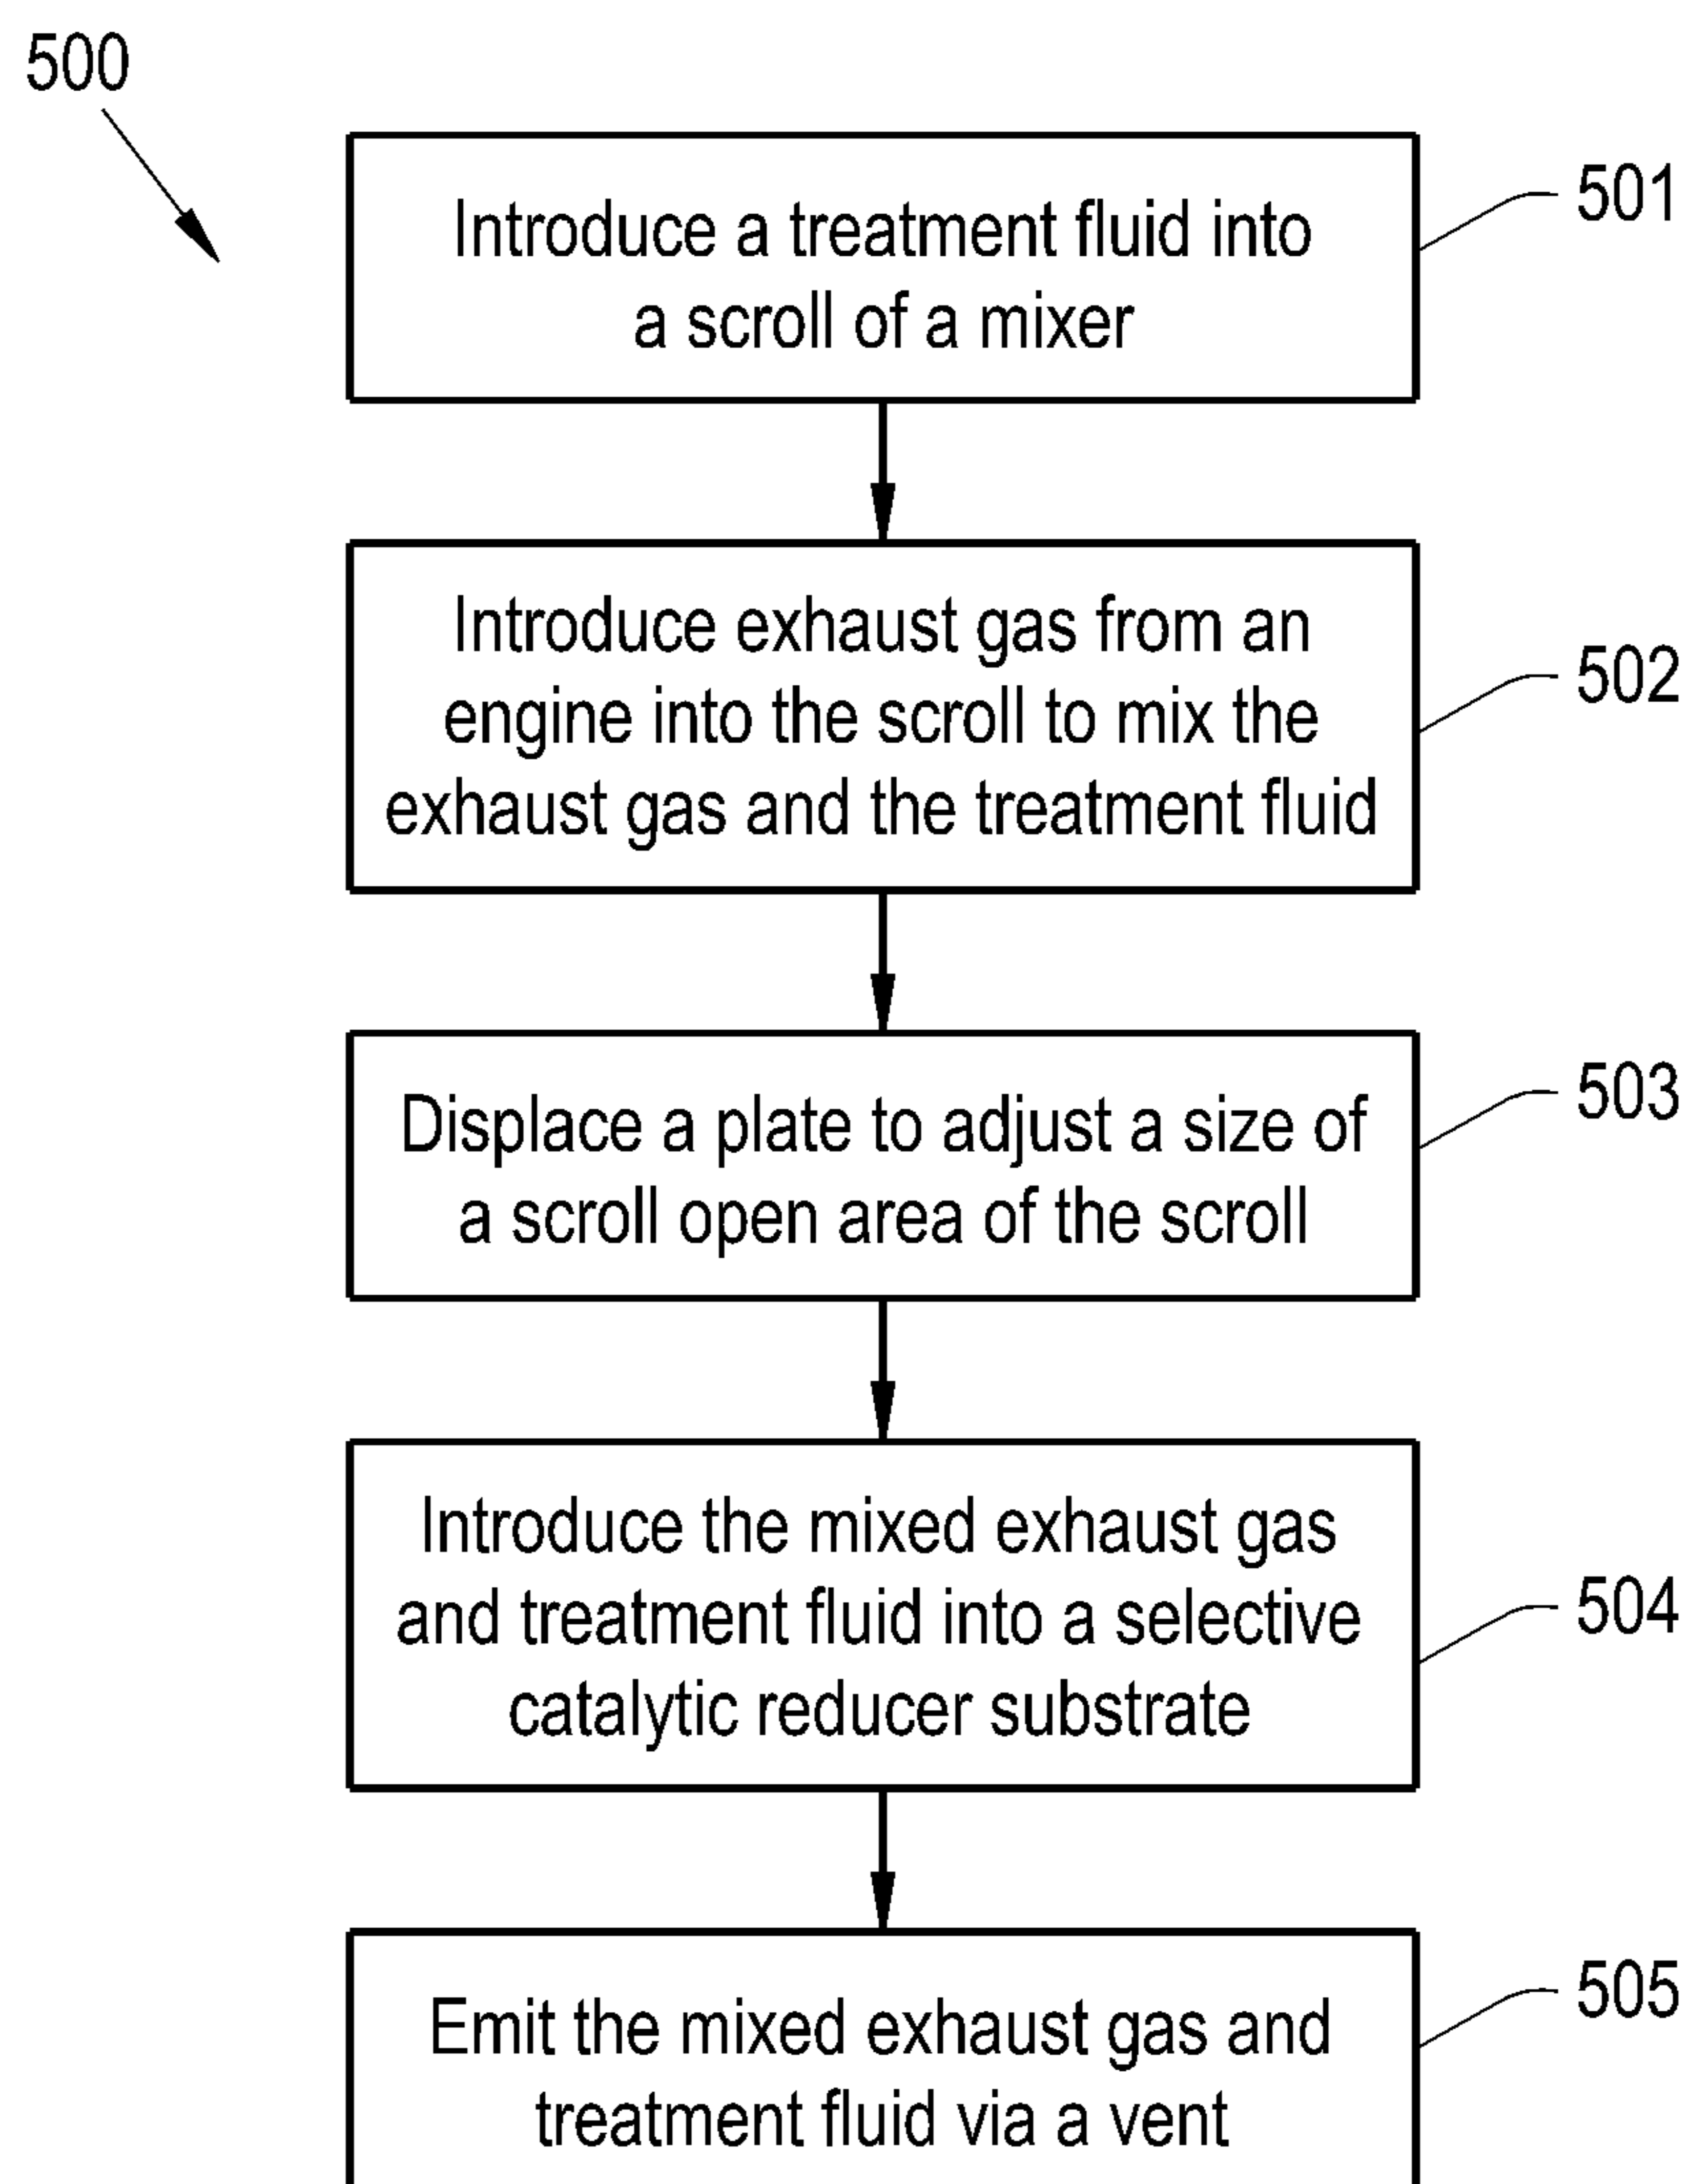 500
Introduce a treatment fluid into
a scroll of a mixer
501
Introduce exhaust gas from an
engine into the scroll to mix the
exhaust gas and the treatment fluid
502
Displace a plate to adjust a size of
a scroll open area of the scroll
503
Introduce the mixed exhaust gas
and treatment fluid into a selective
catalytic reducer substrate
504
Emit the mixed exhaust gas and
treatment fluid via a vent
505